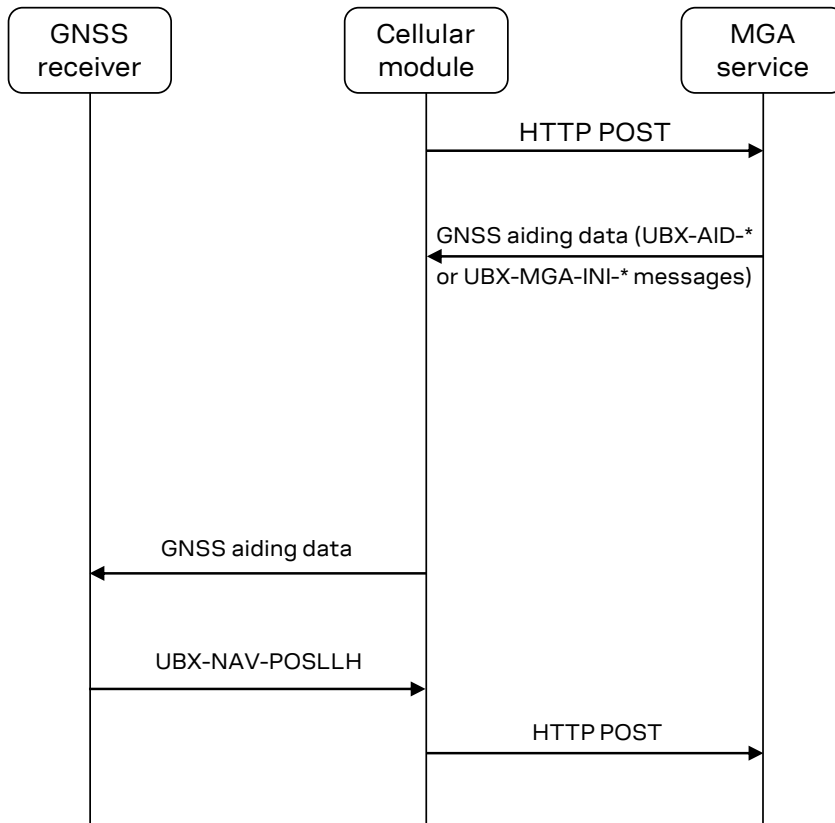 GNSS
receiver
Cellular
module
MGA
service
HTTP POST
GNSS aiding data (UBX-AID-*
or UBX-MGA-INI-* messages)
GNSS aiding data
UBX-NAV-POSLLH
HTTP POST